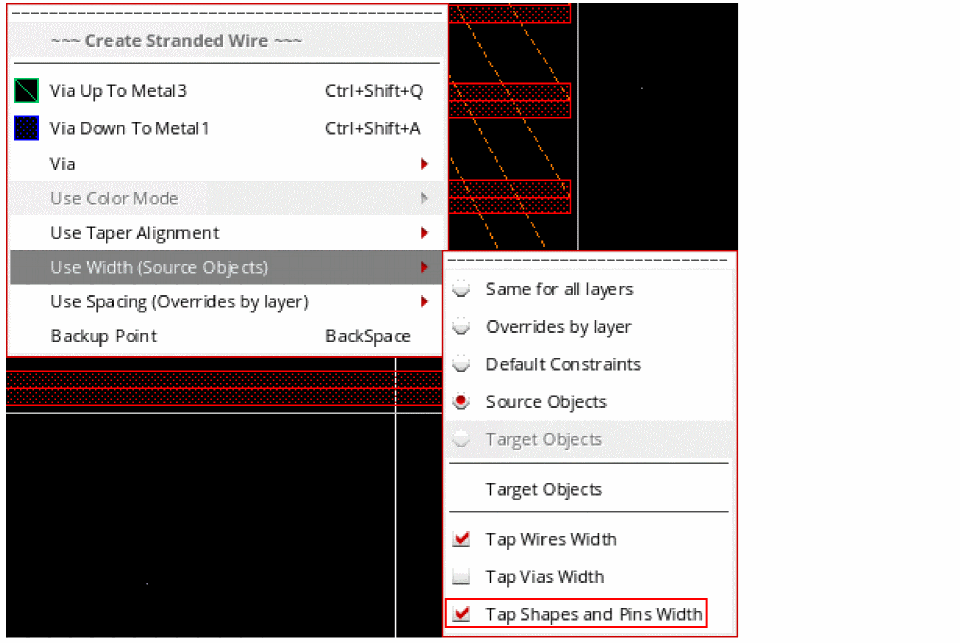 ~~~ Create Stranded Wire ~~~
Via Up To Metal3 Ctrl+Shift+Q
Via Down To Metal1 Ctrl+Shift+A
Via
Use Color Mode
Use Taper Alignment
Use Width (Source Objects)
Use Spacing (Overrides by layer)
Backup Point BackSpace
Same for all layers
Overrides by layer
Default Constraints
Source Objects
Target Objects
Target Objects
Tap Wires Width
Tap Vias Width
Tap Shapes and Pins Width